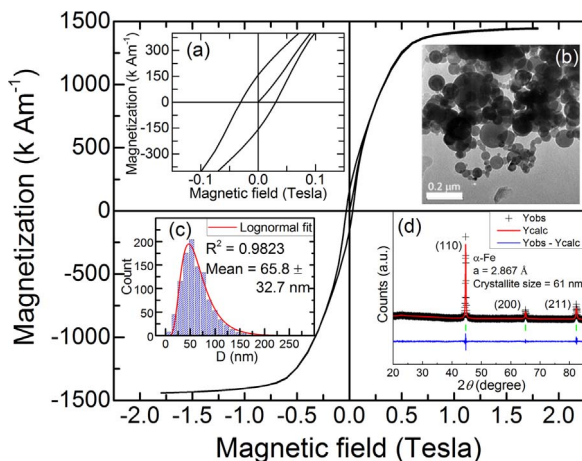 1500
1000
500
0
-500
-1000
-1500
Magnetization (k Am⁻¹)
-2.0 -1.5 -1.0 -0.5 0.0 0.5 1.0 1.5 2.0
Magnetic field (Tesla)
(a)
300
150
0
-150
-300
Magnetization (k Am⁻¹)
-0.1 0.0 0.1
Magnetic field (Tesla)
(b)
0.2 μm
(c)
Lognormal fit
R² = 0.9823
Mean = 65.8 ±
32.7 nm
200
150
100
50
0
Count
0 50 100 150 200 250
D (nm)
(d)
Yobs
Ycalc
Yobs - Ycalc
(110)
α-Fe
a = 2.867 Å
Crystallite size = 61 nm
(200) (211)
Counts (a.u.)
20 30 40 50 60 70 80
2θ (degree)